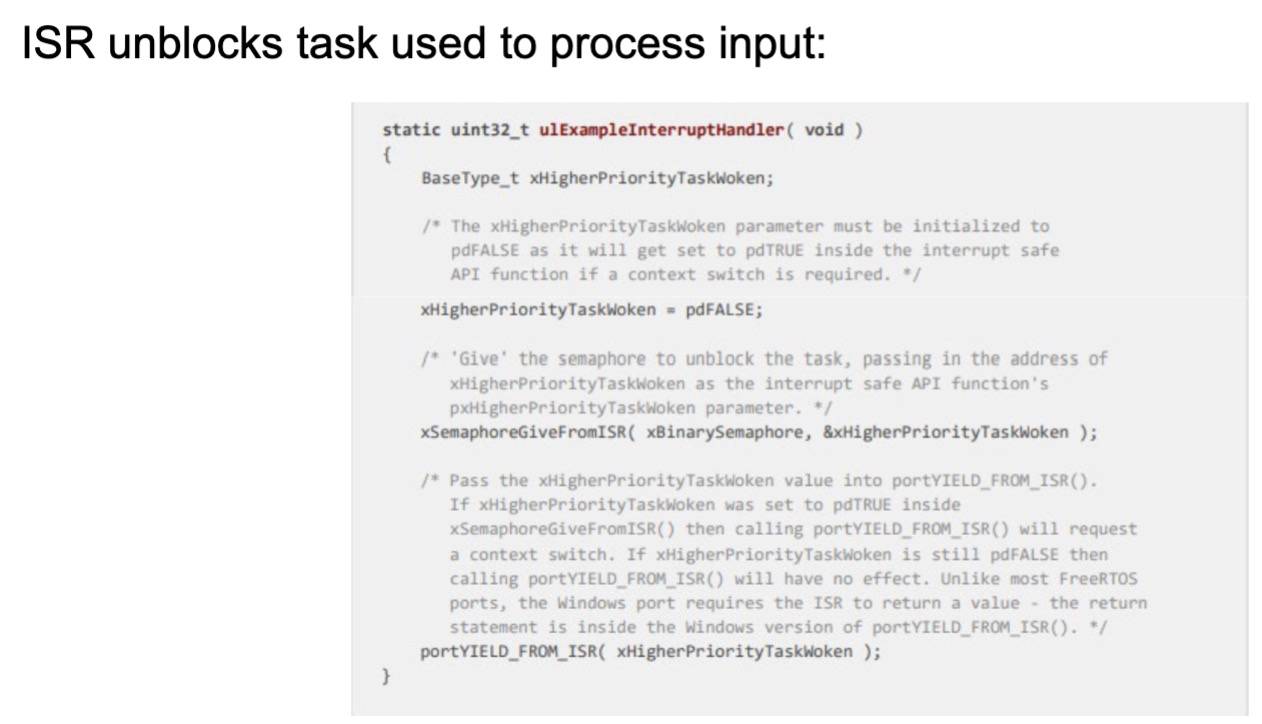 ISR unblocks task used to process input:
static uint32_t ulExampleInterruptHandler( void )
{
BaseType_t xHigherPriorityTaskWoken;
/* The xHigherPriorityTaskWoken parameter must be initialized to
pdFALSE as it will get set to pdTRUE inside the interrupt safe
API function if a context switch is required. */
xHigherPriorityTaskWoken = pdFALSE;
/* 'Give' the semaphore to unblock the task, passing in the address of
xHigherPriorityTaskWoken as the interrupt safe API function's
pxHigherPriorityTaskWoken parameter. */
xSemaphoreGiveFromISR( xBinarySemaphore, &xHigherPriorityTaskWoken );
/* Pass the xHigherPriorityTaskWoken value into portYIELD_FROM_ISR().
If xHigherPriorityTaskWoken was set to pdTRUE inside
xSemaphoreGiveFromISR() then calling portYIELD_FROM_ISR() will request
a context switch. If xHigherPriorityTaskWoken is still pdFALSE then
calling portYIELD_FROM_ISR() will have no effect. Unlike most FreeRTOS
ports, the Windows port requires the ISR to return a value - the return
statement is inside the Windows version of portYIELD_FROM_ISR(). */
portYIELD_FROM_ISR( xHigherPriorityTaskWoken );
}